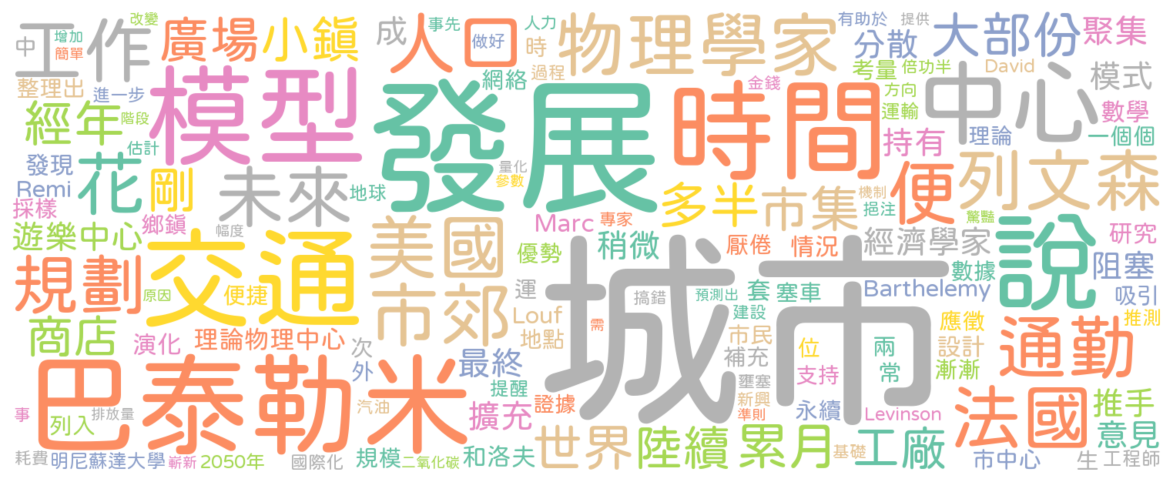 中
工作
改變
增加
簡單
廣場
小鎮
成
事先
人口
做好
人力
時
網絡
過程
物理學家
有助於
提供
分散
大部份
聚集
整理出
進一步
經年
階段
估計
模型
發展
時間
金錢
考量
倍功半
David
方向
運輸
中心
模式
數學
持有
理論
一個個
發現
Remi
採樣
花
剛
未來
地球
量化
參數
多半
市集
機制
挹注
驚豔
便
列文森
鄉鎮
幅度
美國
Marc
專家
優勢
稍微
厭倦
情況
經濟學家
說
研究
遊樂中心
規劃
交通
原因
便捷
市郊
運
Louf
地點
城市
搞錯
預測出
套
塞車
建設
Barthelemy
數據
阻塞
吸引
商店
演化
理論物理中心
次
外
最終
提醒
需
市民
補充
位
支持
兩
常
應徵
設計
漸漸
通勤
推測
巴泰勒米
汽油
擴充
證據
壅塞
新興
準則
永續
Levinson
法國
推手
意見
事
列入
排放量
耗費
明尼蘇達大學
嶄新
2050年
國際化
規模
二氧化碳
和洛夫
世界
陸續
累月
基礎
工廠
市中心
生
工程師